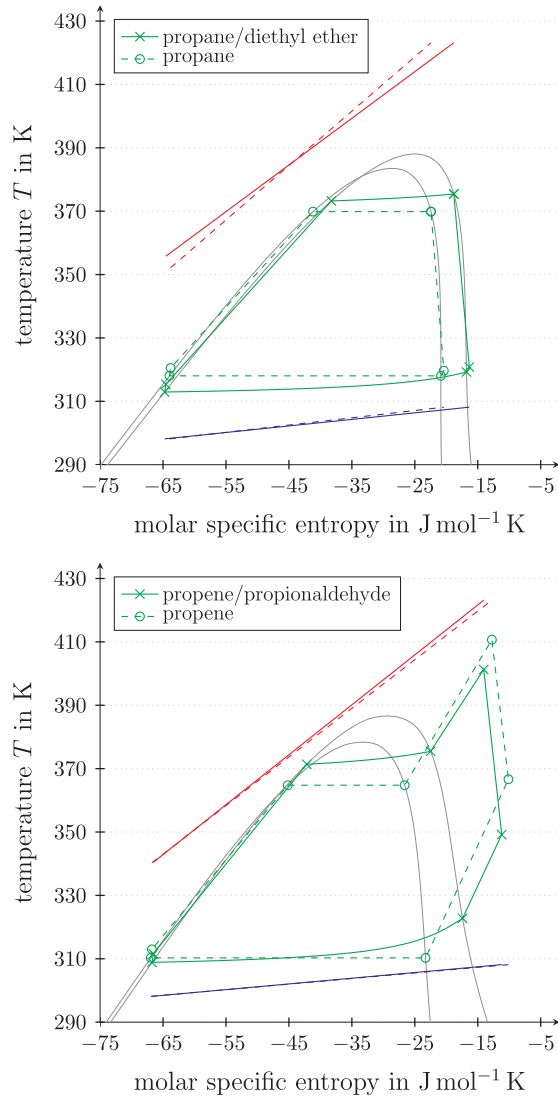 430
410
390
370
350
330
310
290
temperature T in K
propane/diethyl ether
propane
−75 −65 −55 −45 −35 −25 −15 −5
molar specific entropy in J mol⁻¹ K
430
410
390
370
350
330
310
290
temperature T in K
propene/propionaldehyde
propene
−75 −65 −55 −45 −35 −25 −15 −5
molar specific entropy in J mol⁻¹ K